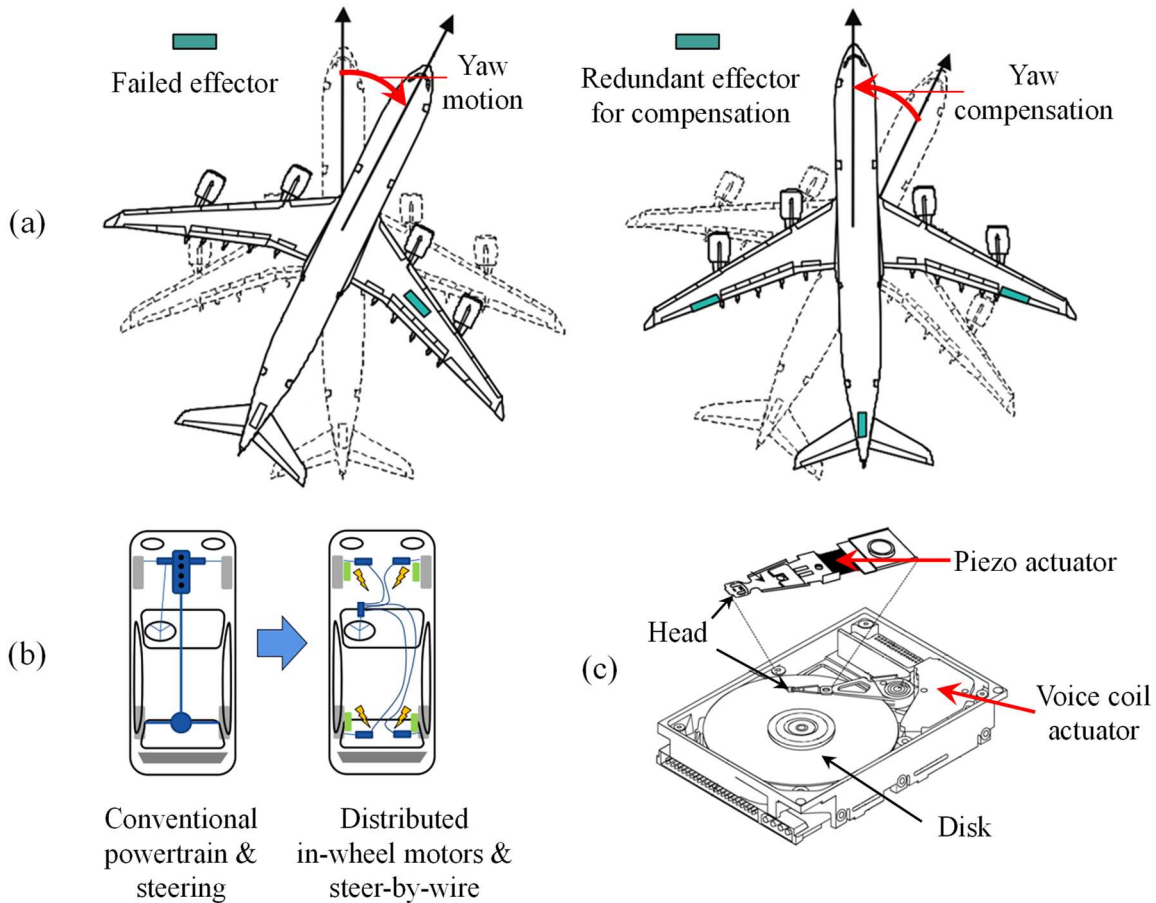 Failed effector
Yaw
motion
Redundant effector
for compensation
Yaw
compensation
(a)
(b)
Conventional
powertrain &
steering
Distributed
in-wheel motors &
steer-by-wire
(c)
Piezo actuator
Head
Voice coil
actuator
Disk